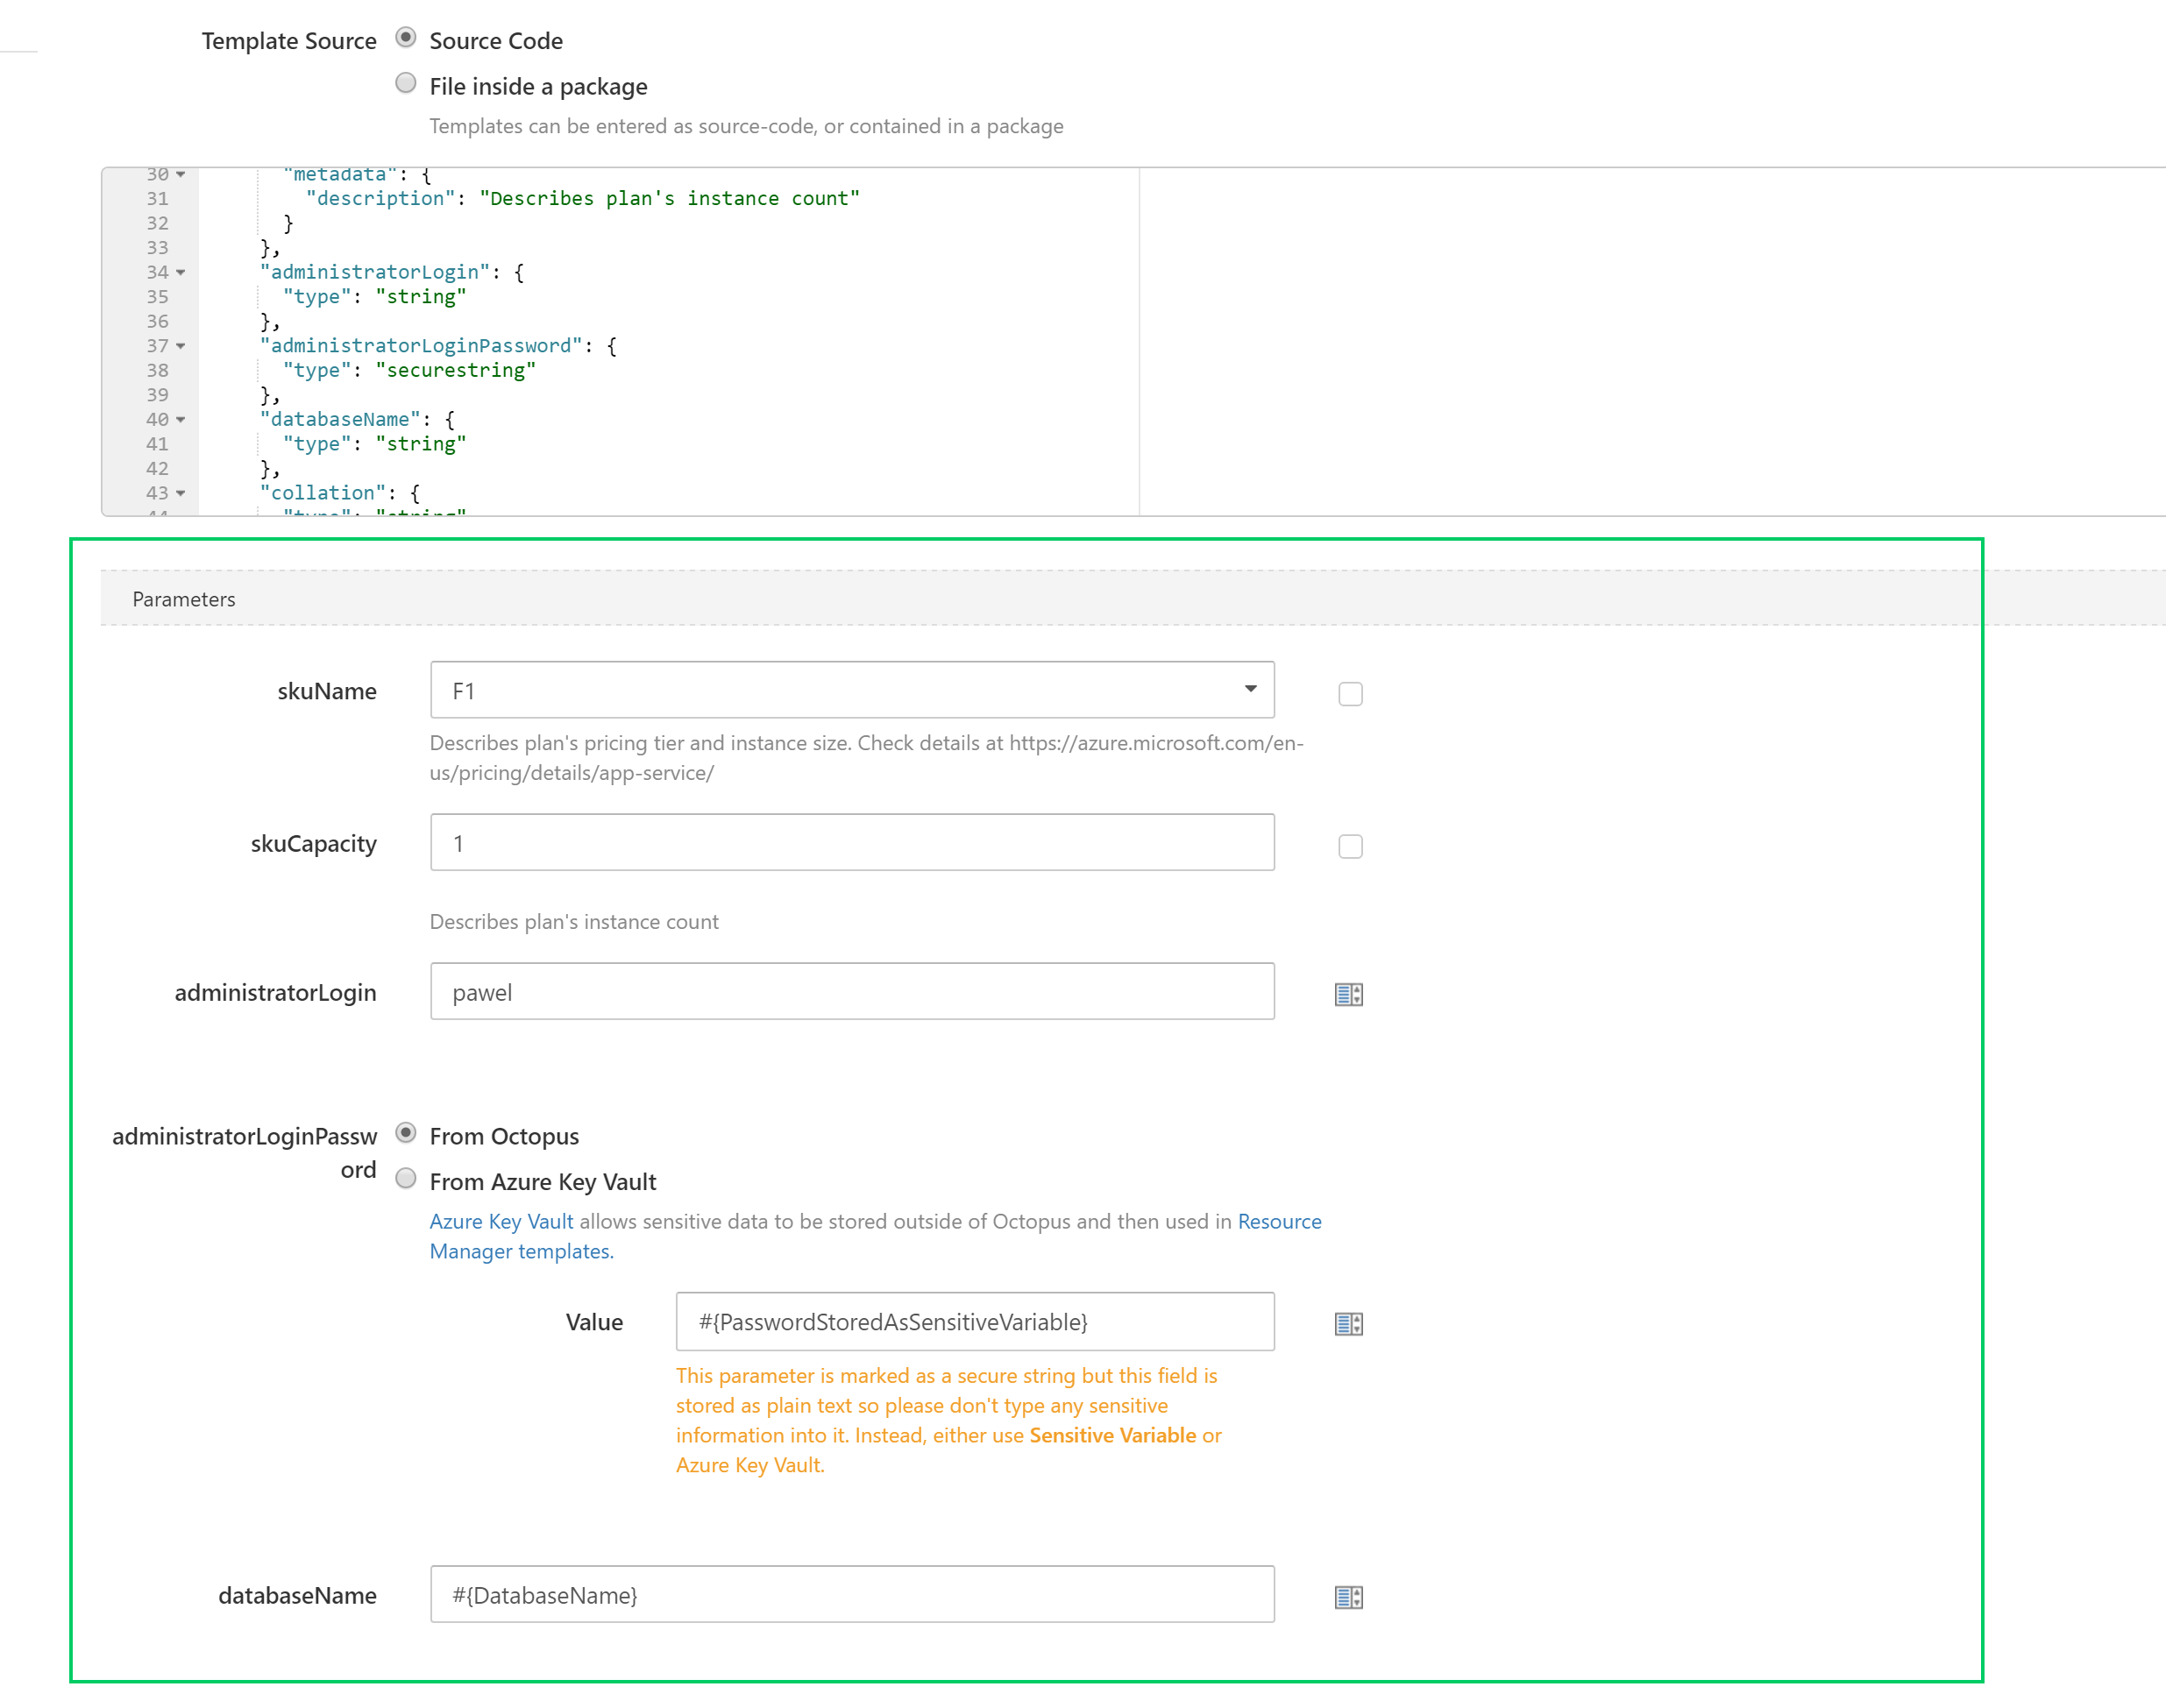 Template Source
Source Code
File inside a package
Templates can be entered as source-code, or contained in a package
30 "metadata": {
31 "description": "Describes plan's instance count"
32 }
33 },
34 "administratorLogin": {
35 "type": "string"
36 },
37 "administratorLoginPassword": {
38 "type": "securestring"
39 },
40 "databaseName": {
41 "type": "string"
42 },
43 "collation": {
44 "type": "string"
Parameters
skuName
F1
Describes plan's pricing tier and instance size. Check details at https://azure.microsoft.com/en-
us/pricing/details/app-service/
skuCapacity
1
Describes plan's instance count
administratorLogin
pawel
administratorLoginPassw
ord
From Octopus
From Azure Key Vault
Azure Key Vault allows sensitive data to be stored outside of Octopus and then used in Resource
Manager templates.
Value
#{PasswordStoredAsSensitiveVariable}
This parameter is marked as a secure string but this field is
stored as plain text so please don't type any sensitive
information into it. Instead, either use Sensitive Variable or
Azure Key Vault.
databaseName
#{DatabaseName}